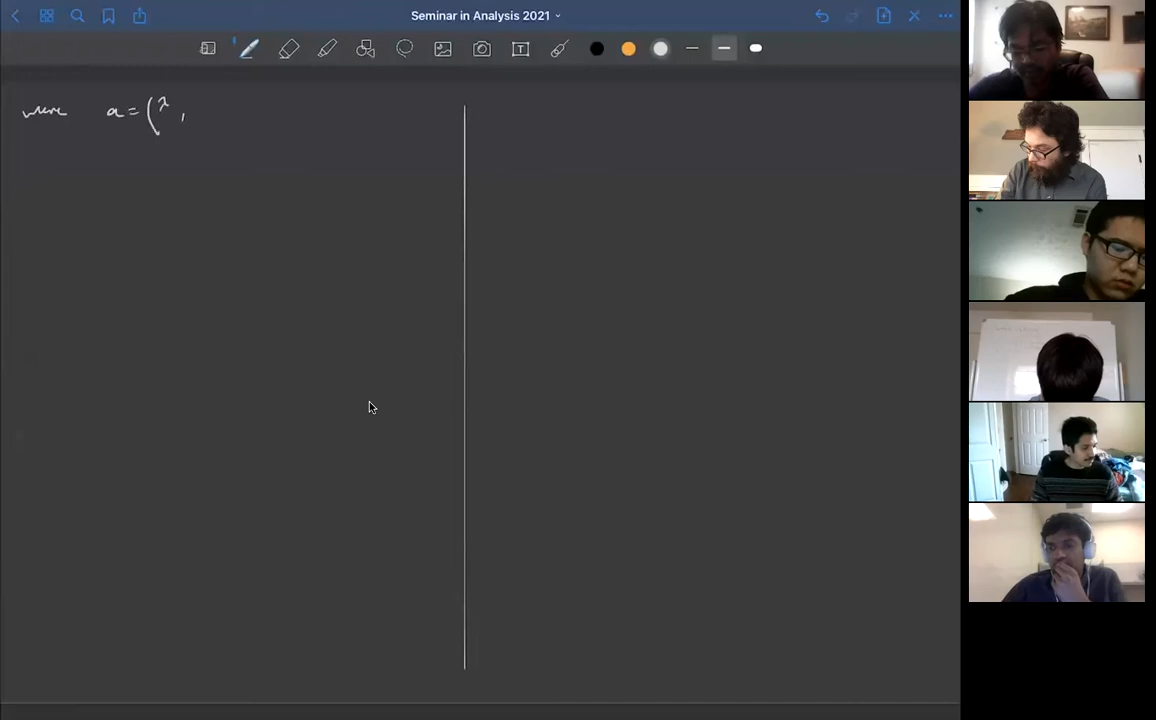 Seminar in Analysis 2021
where a = ( λ ,